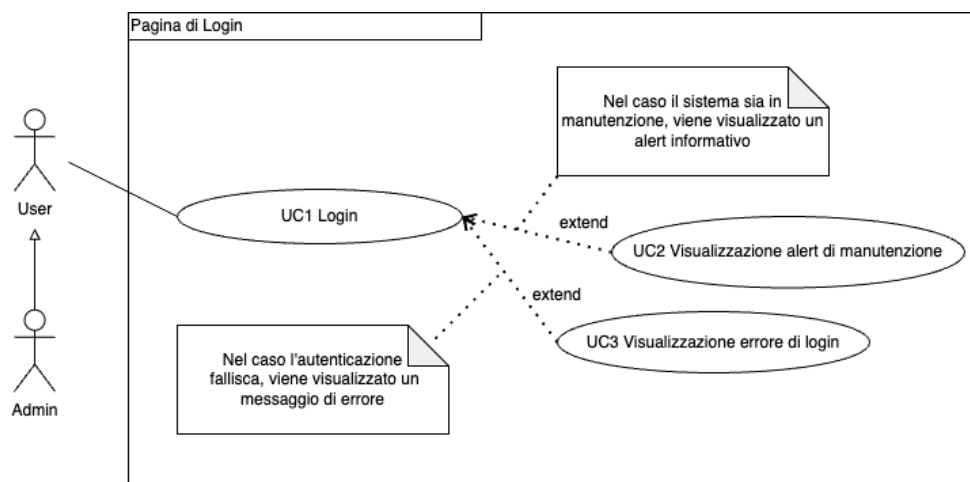 Pagina di Login
Nel caso il sistema sia in
manutenzione, viene visualizzato un
alert informativo
User
UC1 Login
extend
UC2 Visualizzazione alert di manutenzione
extend
UC3 Visualizzazione errore di login
Nel caso l'autenticazione
fallisca, viene visualizzato un
messaggio di errore
Admin